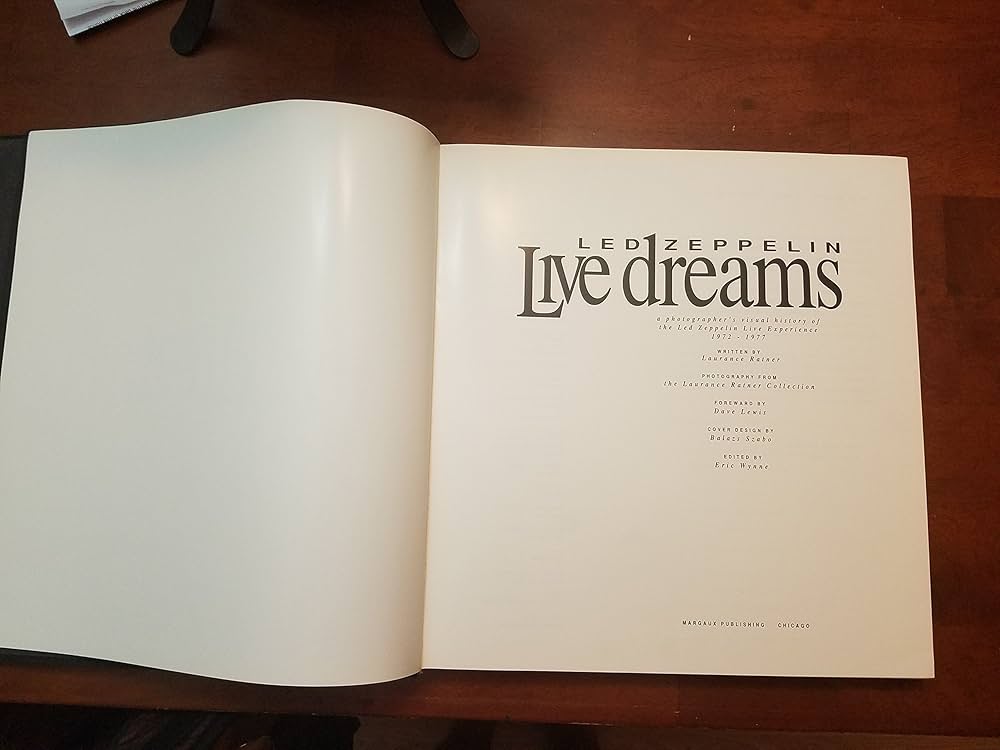 LED ZEPPELIN
Live dreams
a photographer's visual history of
the Led Zeppelin Live Experience
1972 - 1977
WRITTEN BY
Laurance Ratner
PHOTOGRAPHY FROM
the Laurance Ratner Collection
FOREWARD BY
Dave Lewis
COVER DESIGN BY
Balazs Szabo
EDITED BY
Eric Wynne
MARGAUX PUBLISHING CHICAGO